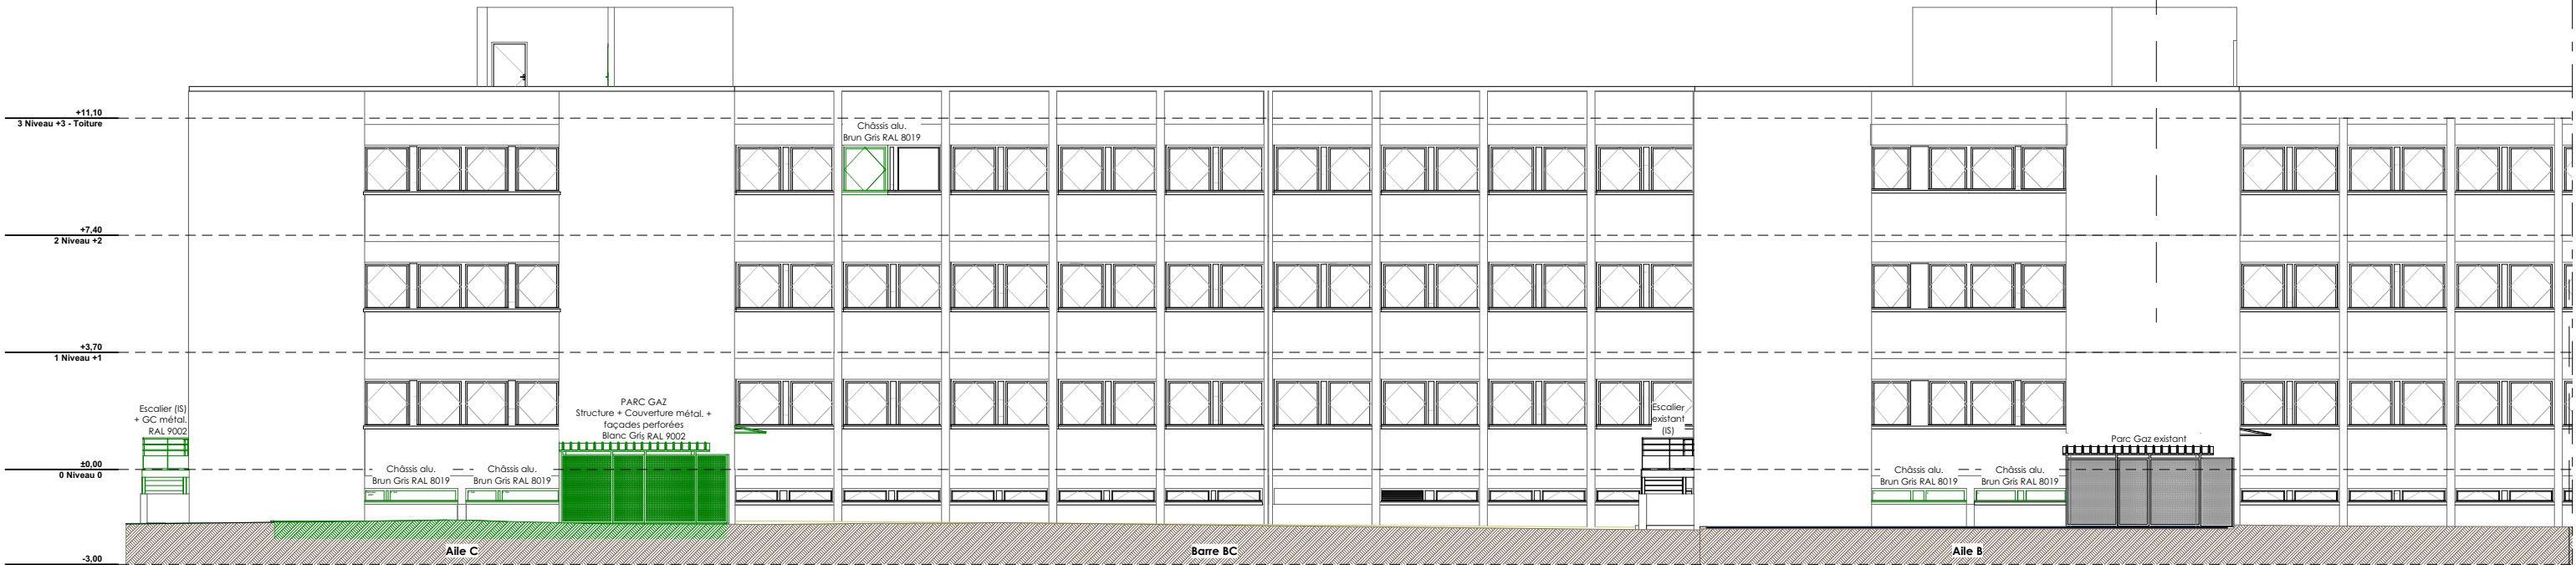 +11,10
3 Niveau +3 - Toiture
+7,40
2 Niveau +2
+3,70
1 Niveau +1
±0,00
0 Niveau 0
-3,00
Escalier (IS)
+ GC métal.
RAL 9002
Châssis alu.
Brun Gris RAL 8019
Châssis alu.
Brun Gris RAL 8019
PARC GAZ
Structure + Couverture métal. +
façades perforées
Blanc Gris RAL 9002
Châssis alu.
Brun Gris RAL 8019
Escalier
existant
(IS)
Châssis alu.
Brun Gris RAL 8019
Châssis alu.
Brun Gris RAL 8019
Parc Gaz existant
Aile C
Barre BC
Aile B